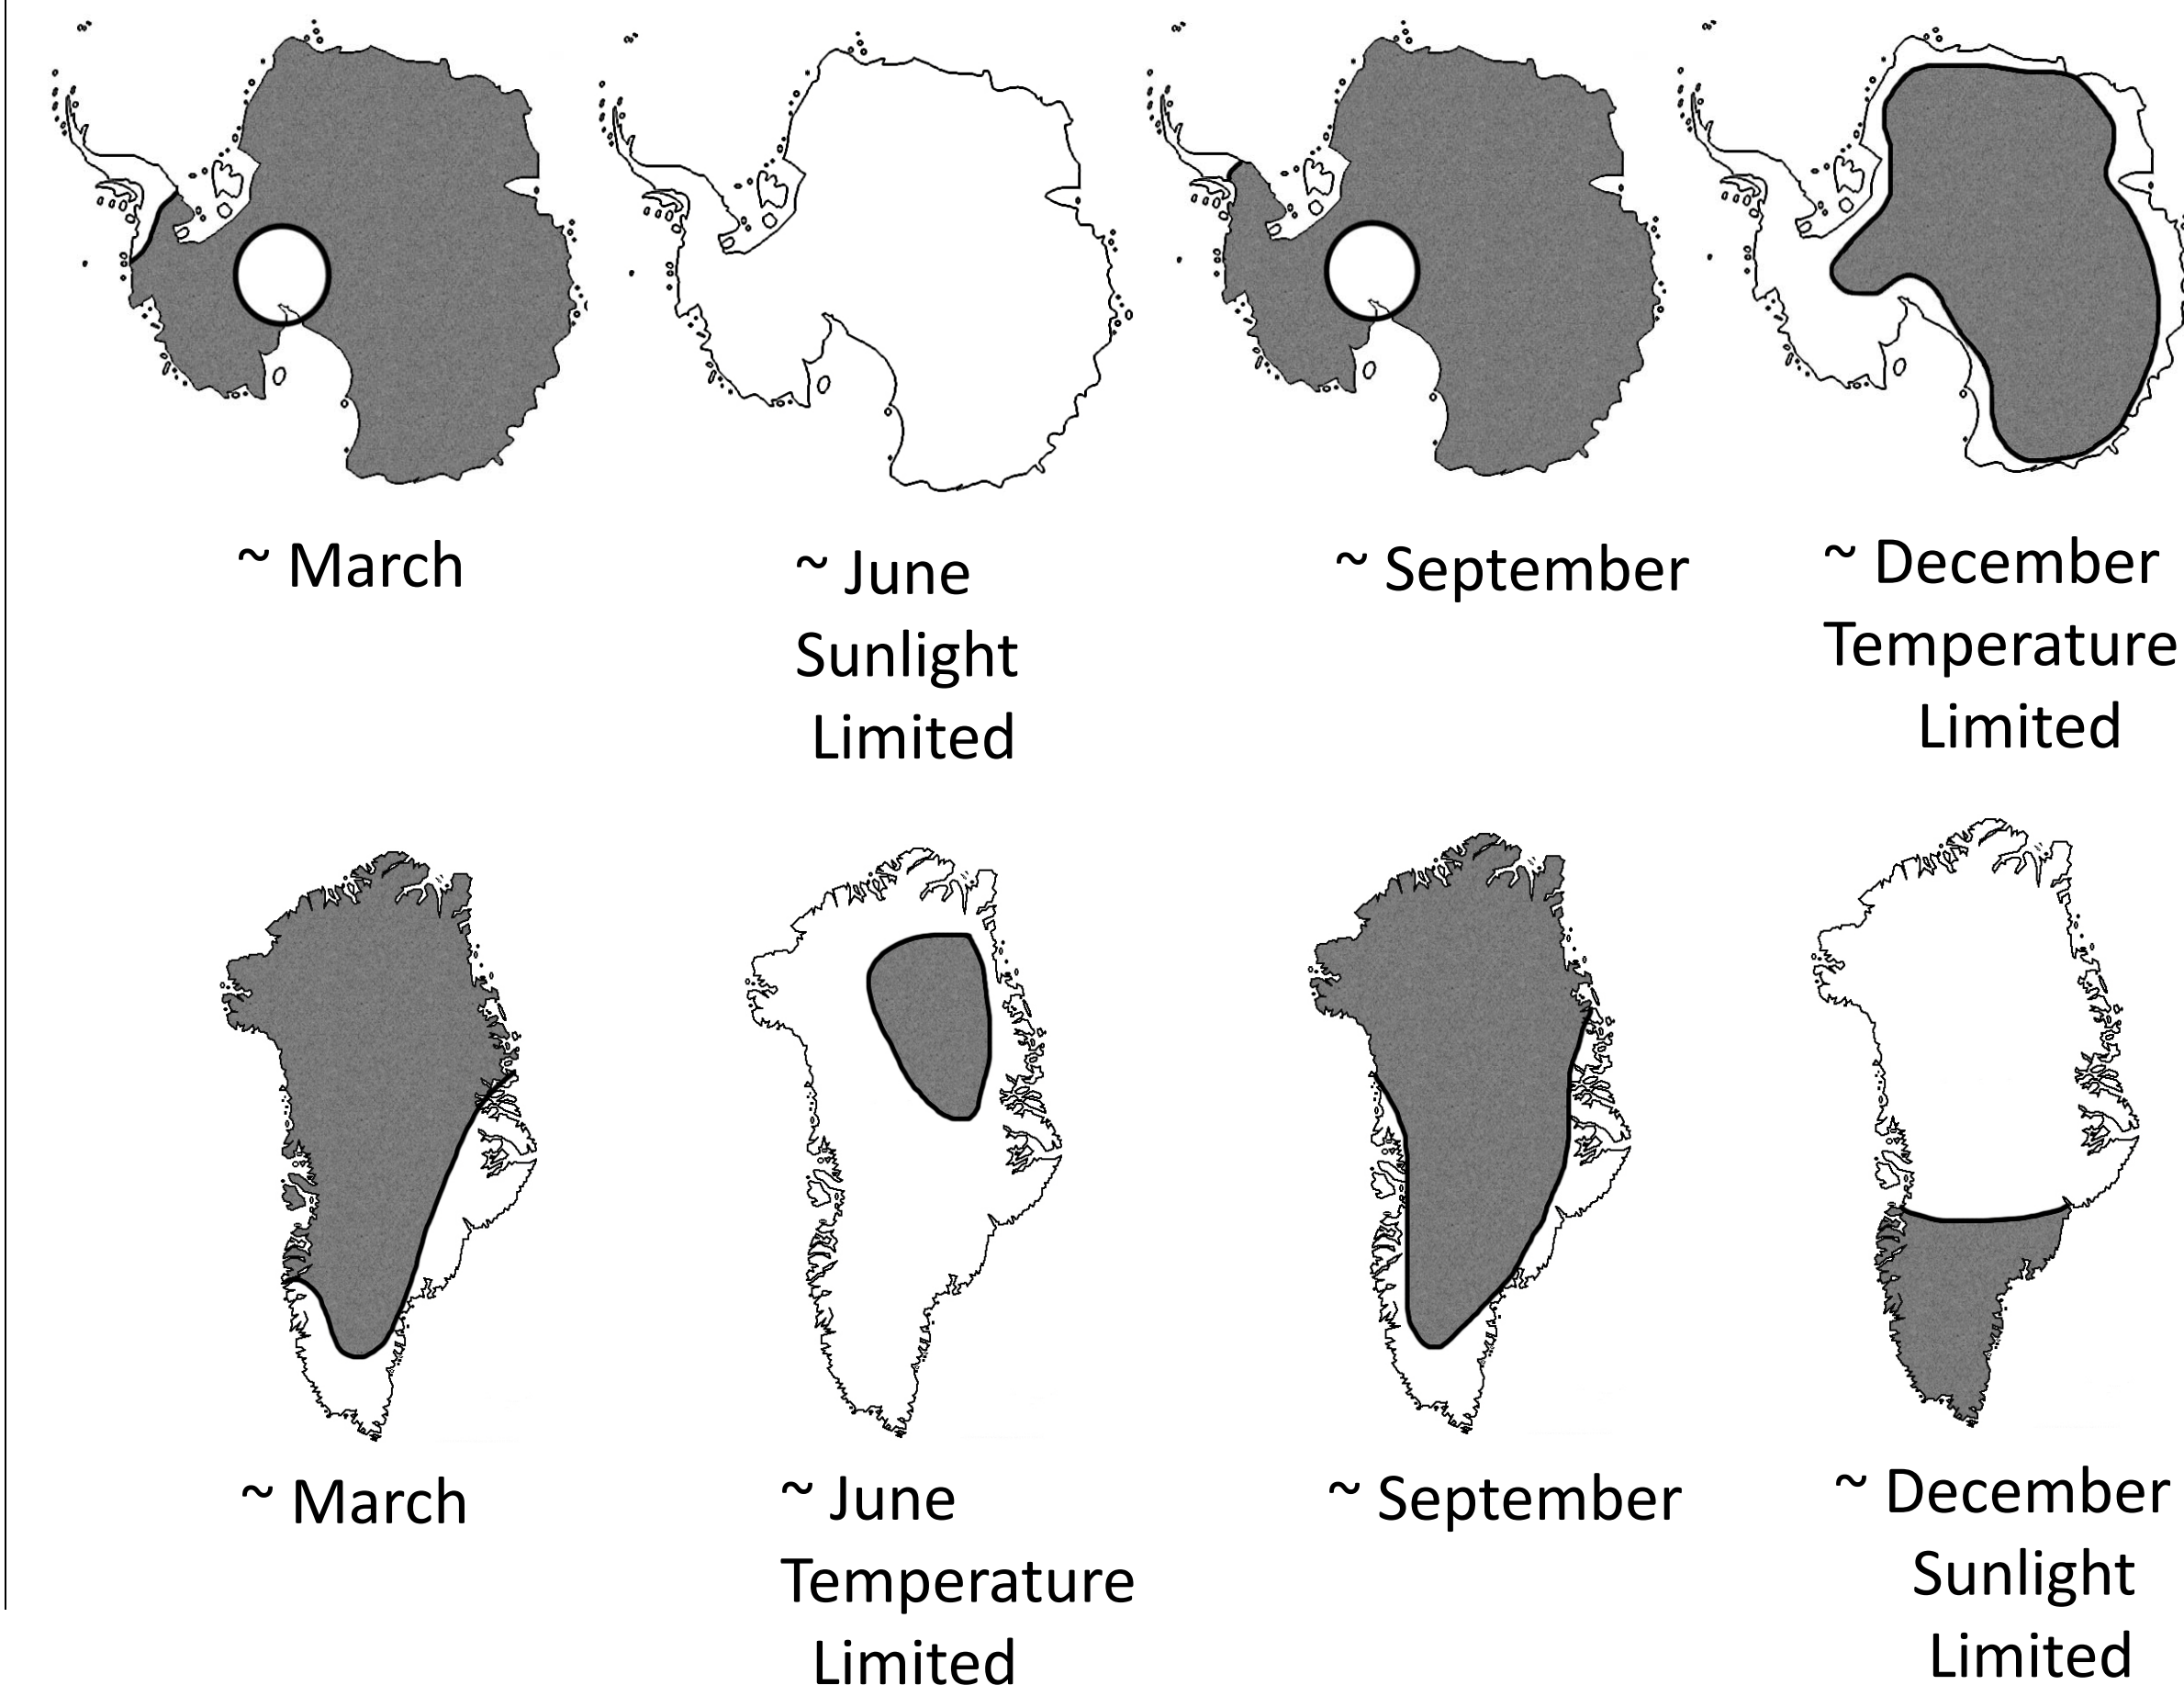 ~ March
~ June
Sunlight
Limited
~ September
~ December
Temperature
Limited
~ March
~ June
Temperature
Limited
~ September
~ December
Sunlight
Limited